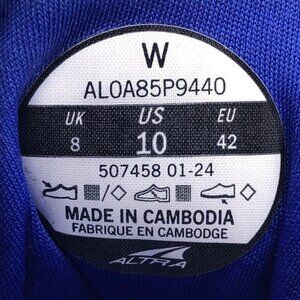 W
AL0A85P9440
UK US EU
8 10 42
507458 01-24
MADE IN CAMBODIA
FABRIQUE EN CAMBODGE
ALTRA